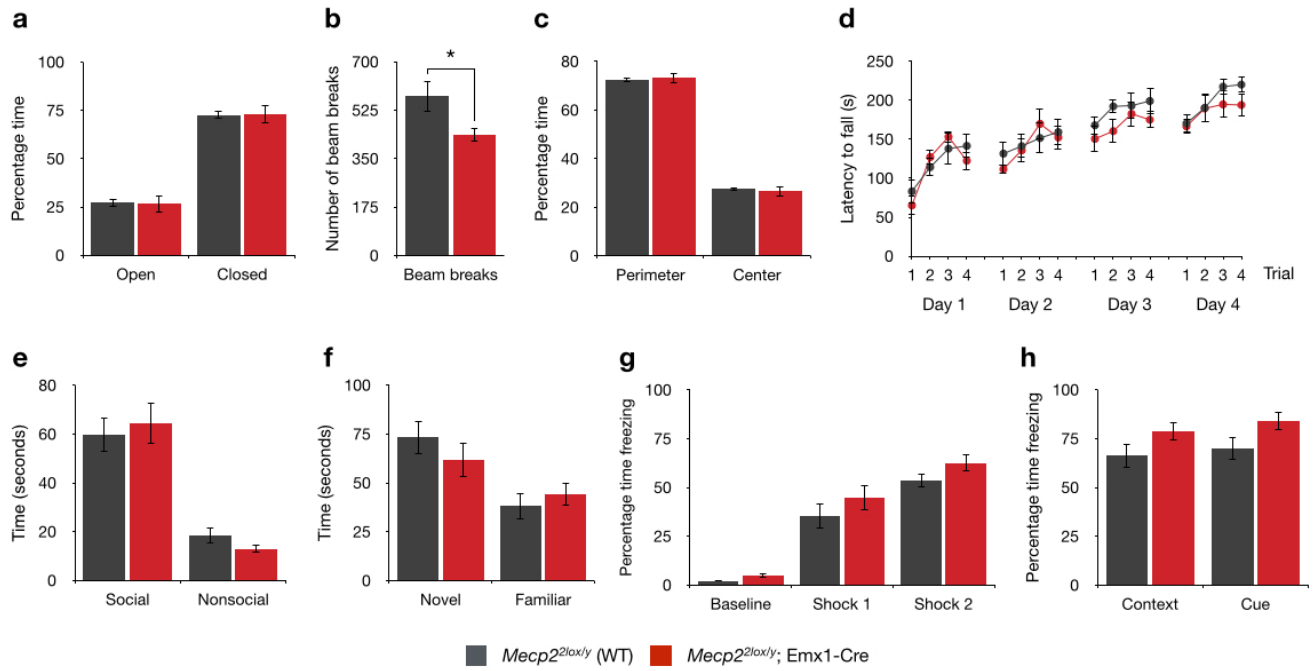 a
Percentage time
100
75
50
25
0
Open Closed
b
Number of beam breaks
700
525
350
175
0
*
Beam breaks
c
Percentage time
80
60
40
20
0
Perimeter Center
d
Latency to fall (s)
250
200
150
100
50
0
1 2 3 4 1 2 3 4 1 2 3 4 1 2 3 4 Trial
Day 1 Day 2 Day 3 Day 4
e
Time (seconds)
80
60
40
20
0
Social Nonsocial
f
Time (seconds)
100
75
50
25
0
Novel Familiar
g
Percentage time freezing
100
75
50
25
0
Baseline Shock 1 Shock 2
h
Percentage time freezing
100
75
50
25
0
Context Cue
Mecp2^2lox/y (WT) Mecp2^2lox/y; Emx1-Cre